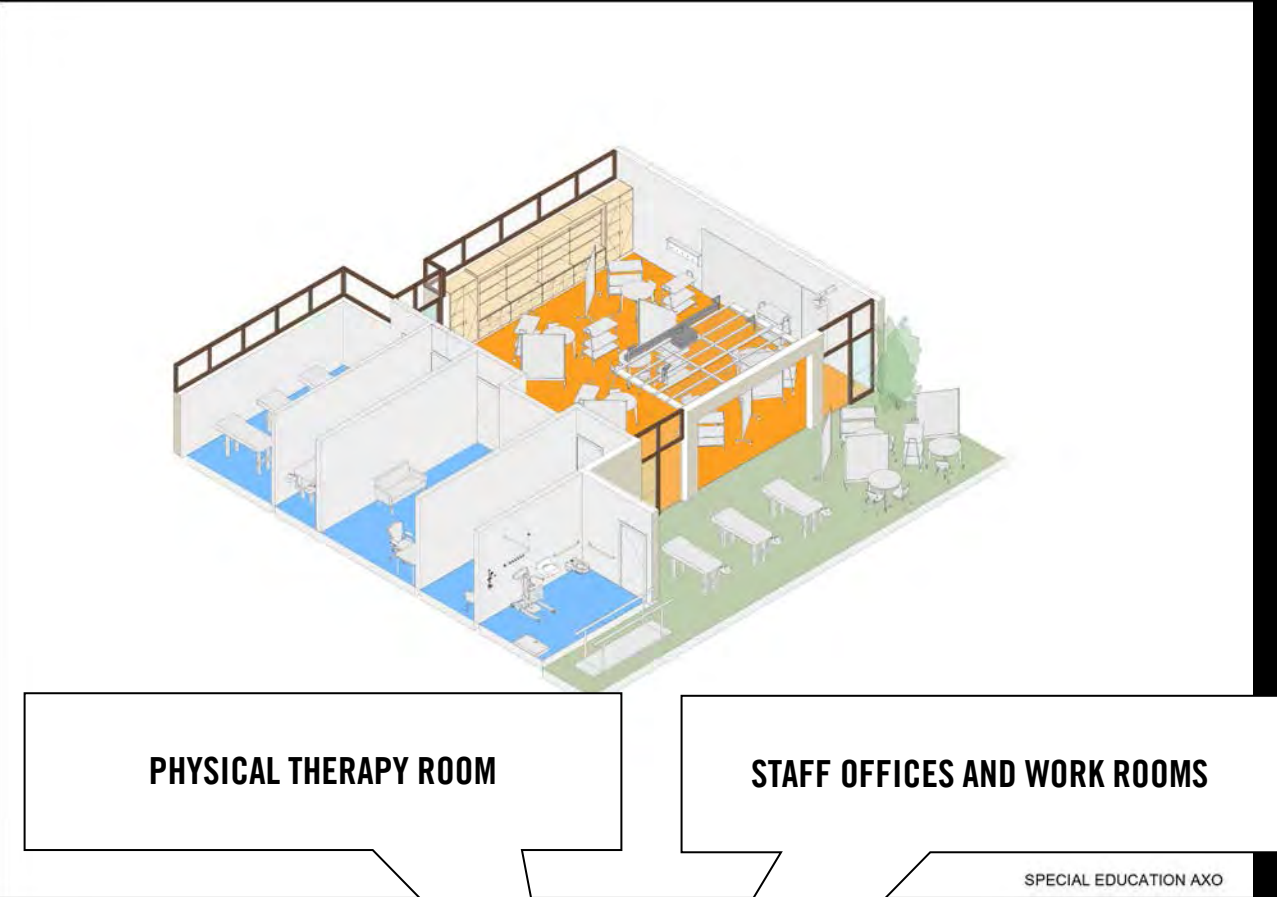 PHYSICAL THERAPY ROOM
STAFF OFFICES AND WORK ROOMS
SPECIAL EDUCATION AXO